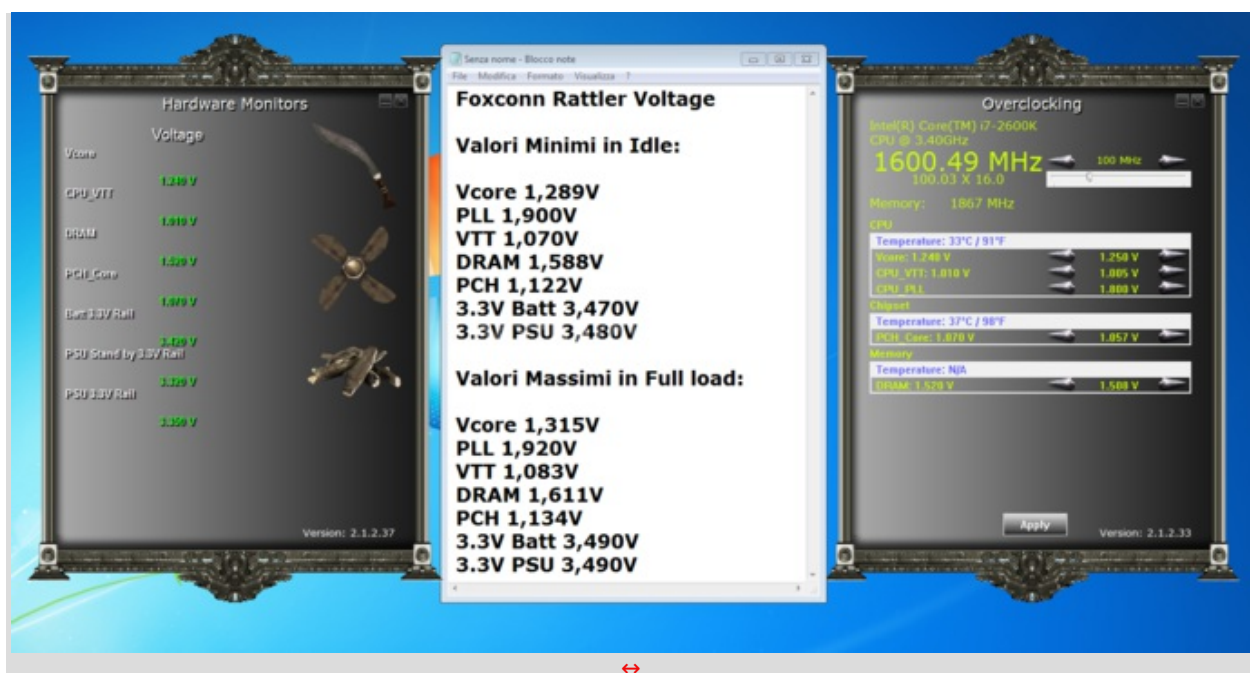 Hardware Monitors
Voltage
Vcore
1.240 V
CPU_VTT
1.010 V
DRAM
1.520 V
PCH_Core
1.070 V
Batt 3.3V Rail
3.420 V
PSU Stand by 3.3V Rail
3.320 V
PSU 3.3V Rail
3.350 V
Version: 2.1.2.37
Senza nome - Blocco note
File Modifica Formato Visualizza ?
Foxconn Rattler Voltage
Valori Minimi in Idle:
Vcore 1,289V
PLL 1,900V
VTT 1,070V
DRAM 1,588V
PCH 1,122V
3.3V Batt 3,470V
3.3V PSU 3,480V
Valori Massimi in Full load:
Vcore 1,315V
PLL 1,920V
VTT 1,083V
DRAM 1,611V
PCH 1,134V
3.3V Batt 3,490V
3.3V PSU 3,490V
Overclocking
Intel(R) Core(TM) i7-2600K
CPU @ 3.40GHz
1600.49 MHz 100 MHz
100.03 X 16.0
Memory: 1867 MHz
CPU
Temperature: 33°C / 91°F
Vcore: 1.240 V 1.250 V
CPU_VTT: 1.010 V 1.005 V
CPU_PLL 1.800 V
Chipset
Temperature: 37°C / 98°F
PCH_Core: 1.070 V 1.057 V
Memory
Temperature: N/A
DRAM: 1.520 V 1.508 V
Apply
Version: 2.1.2.33